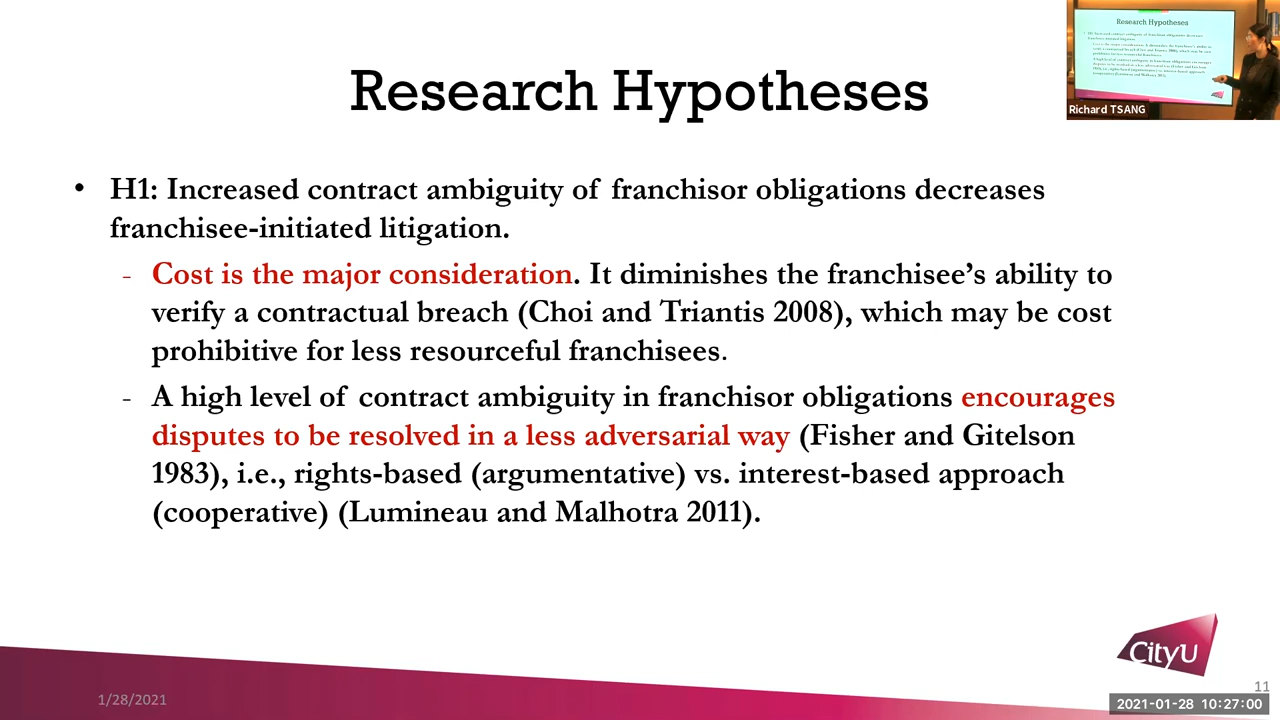 Research Hypotheses
• H1: Increased contract ambiguity of franchisor obligations decreases
franchisee-initiated litigation.
- Cost is the major consideration. It diminishes the franchisee's ability to
verify a contractual breach (Choi and Triantis 2008), which may be cost
prohibitive for less resourceful franchisees.
- A high level of contract ambiguity in franchisor obligations encourages
disputes to be resolved in a less adversarial way (Fisher and Gitelson
1983), i.e., rights-based (argumentative) vs. interest-based approach
(cooperative) (Lumineau and Malhotra 2011).
Research Hypotheses
Richard TSANG
CityU
1/28/2021
11
2021-01-28 10:27:00